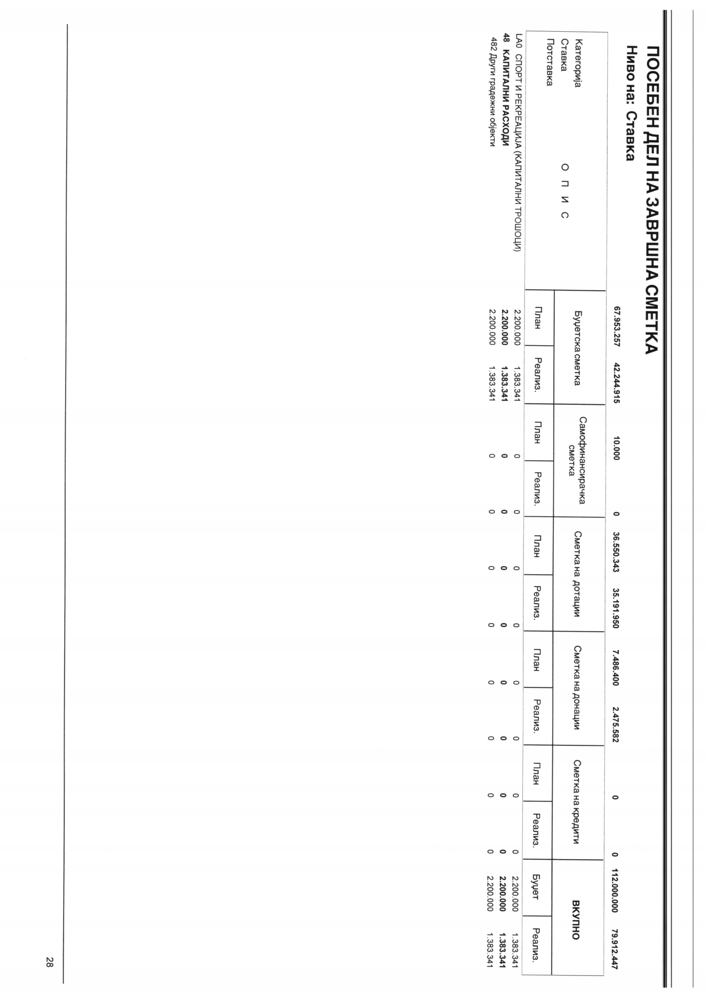 ПОСЕБЕН ДЕЛ НА ЗАВРШНА СМЕТКА
Ниво на: Ставка
67.953.257 42.244.915 10.000 0 36.550.343 35.191.950 7.486.400 2.475.582 0 0 112.000.000 79.912.447
Категорија
Ставка
Потставка
О П И С
Буџетска сметка
Самофинансирачка
сметка
Сметка на дотации
Сметка на донации
Сметка на кредити
ВКУПНО
План Реализ. План Реализ. План Реализ. План Реализ. План Реализ. Буџет Реализ.
LA0 СПОРТ И РЕКРЕАЦИЈА (КАПИТАЛНИ ТРОШОЦИ) 2.200.000 1.383.341 0 0 0 0 0 0 0 0 2.200.000 1.383.341
48 КАПИТАЛНИ РАСХОДИ 2.200.000 1.383.341 0 0 0 0 0 0 0 0 2.200.000 1.383.341
482 Други градежни објекти 2.200.000 1.383.341 0 0 0 0 0 0 0 0 2.200.000 1.383.341
28